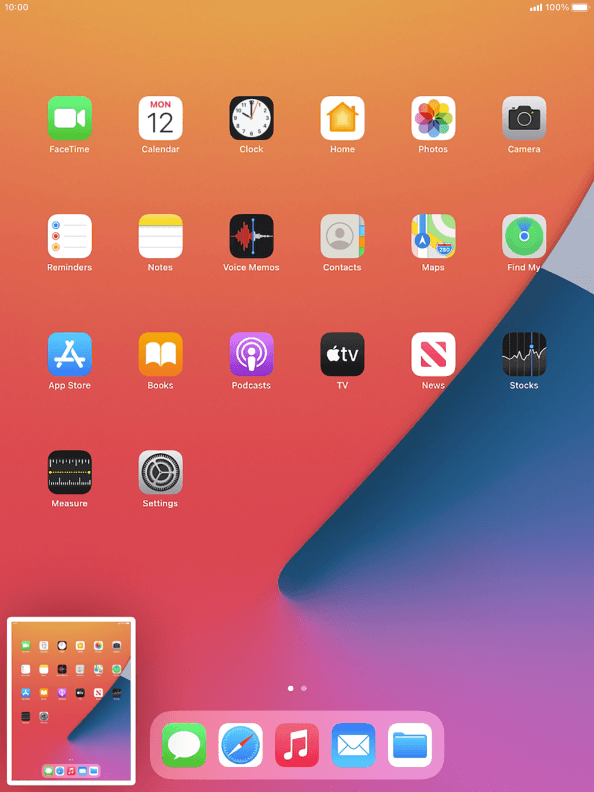 10:00
100%
MON
12
FaceTime
Calendar
Clock
Home
Photos
Camera
Reminders
Notes
Voice Memos
Contacts
Maps
Find My
280
App Store
Books
Podcasts
tv
TV
News
Stocks
Measure
Settings